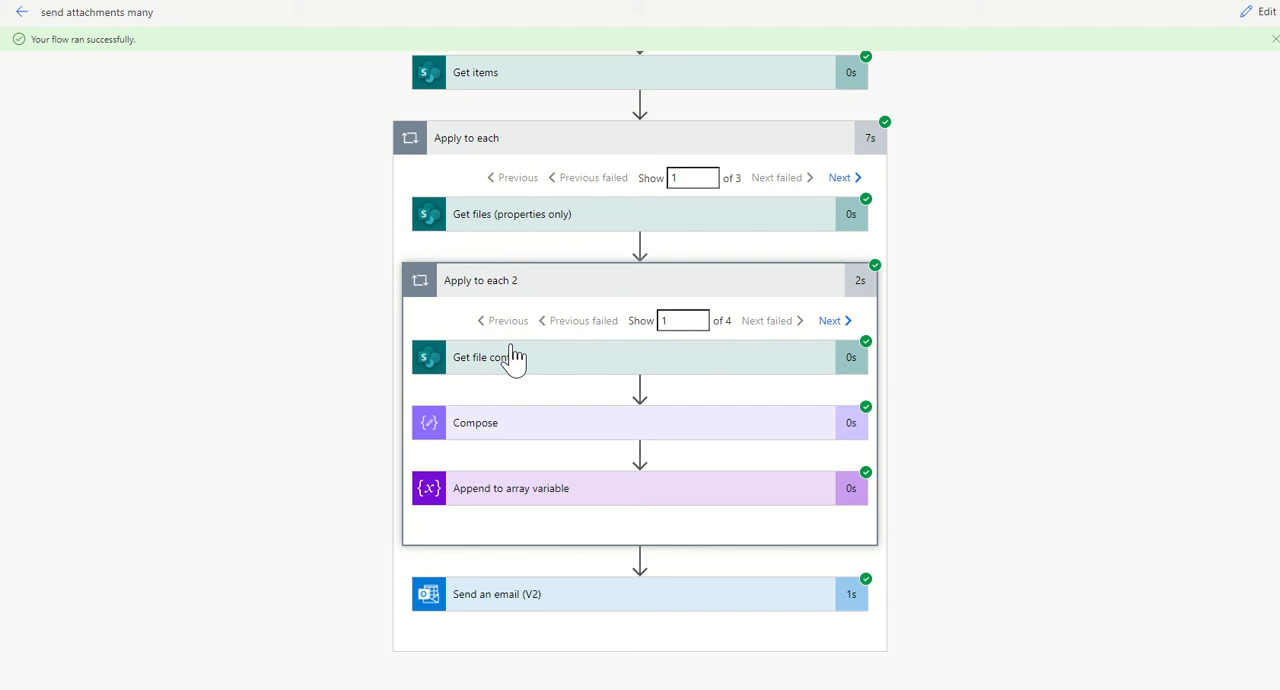 send attachments many
Edit
Your flow ran successfully.
Get items 0s
Apply to each 7s
Previous Previous failed Show 1 of 3 Next failed Next
Get files (properties only) 0s
Apply to each 2 2s
Previous Previous failed Show 1 of 4 Next failed Next
Get file 0s
Compose 0s
Append to array variable 0s
Send an email (V2) 1s